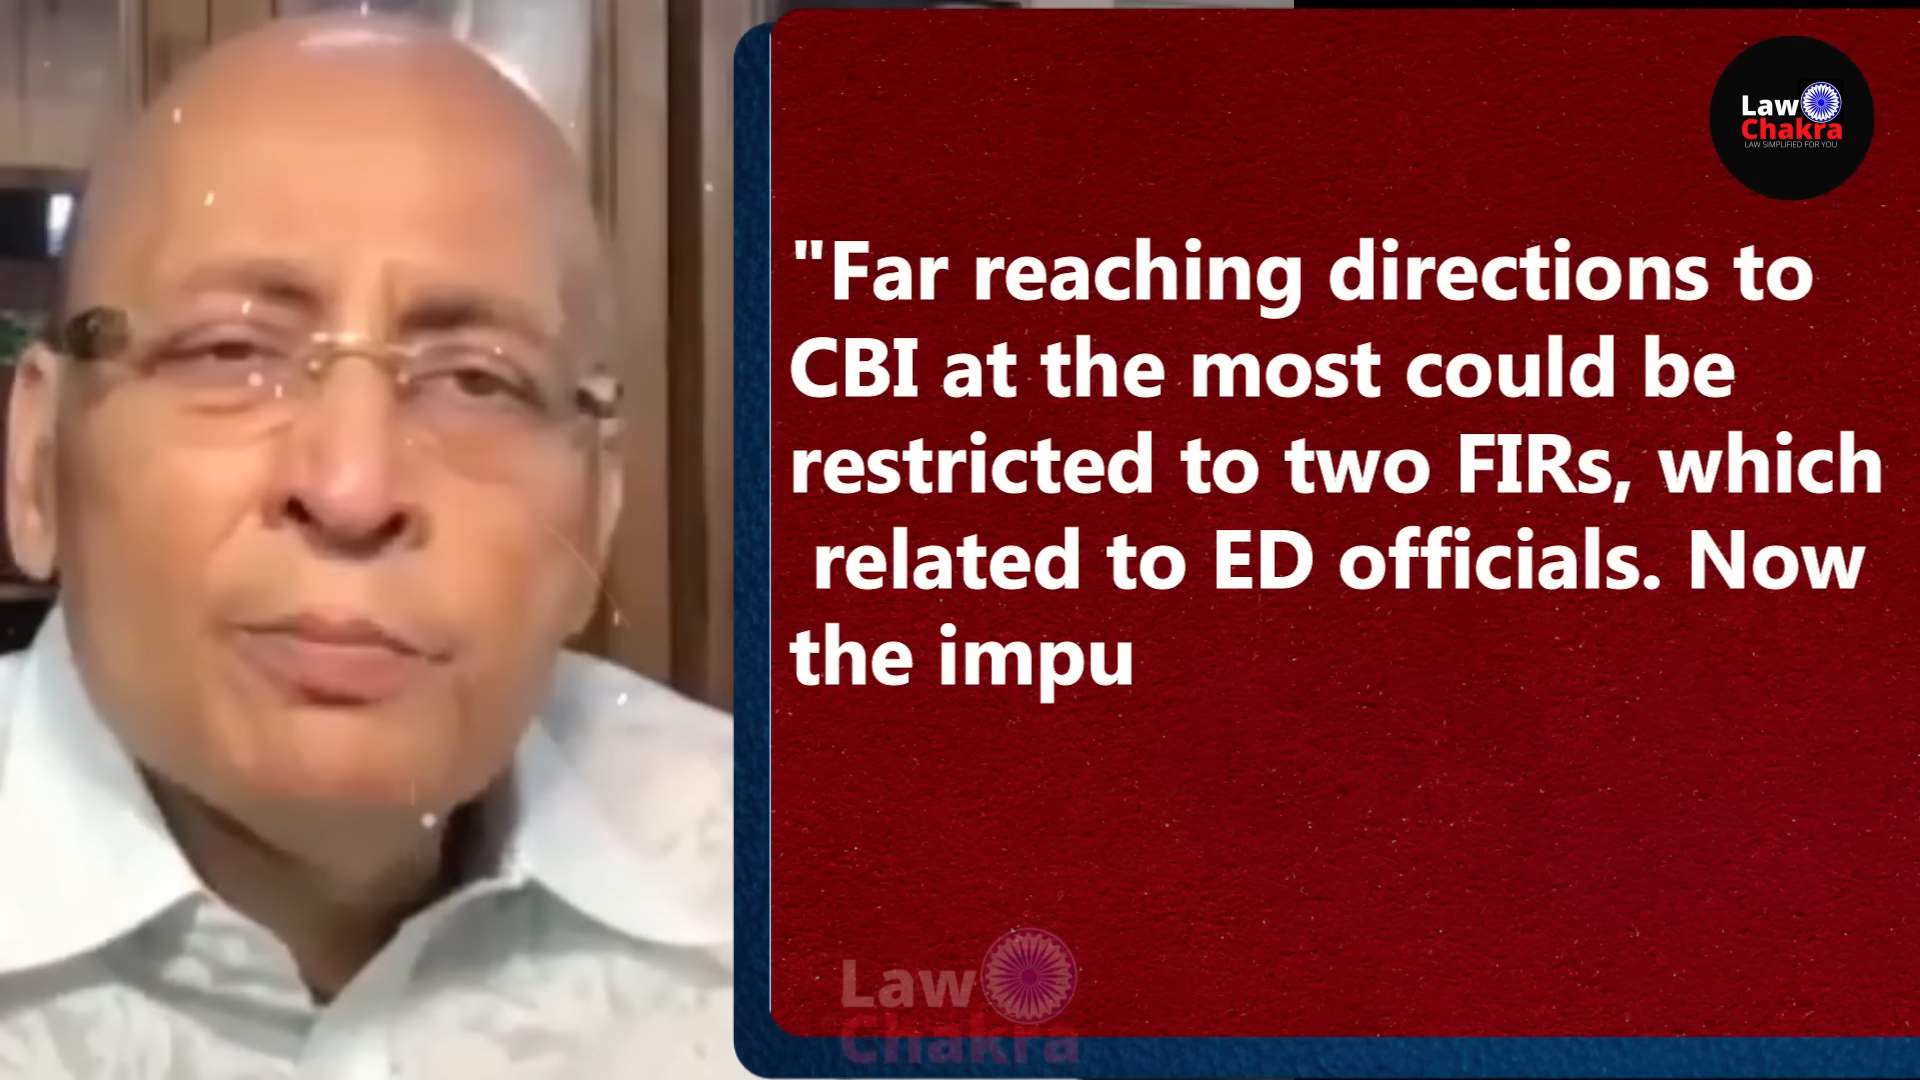 Law
Chakra
LAW SIMPLIFIED FOR YOU
"Far reaching directions to
CBI at the most could be
restricted to two FIRs, which
related to ED officials. Now
the impu
Law
Chakra